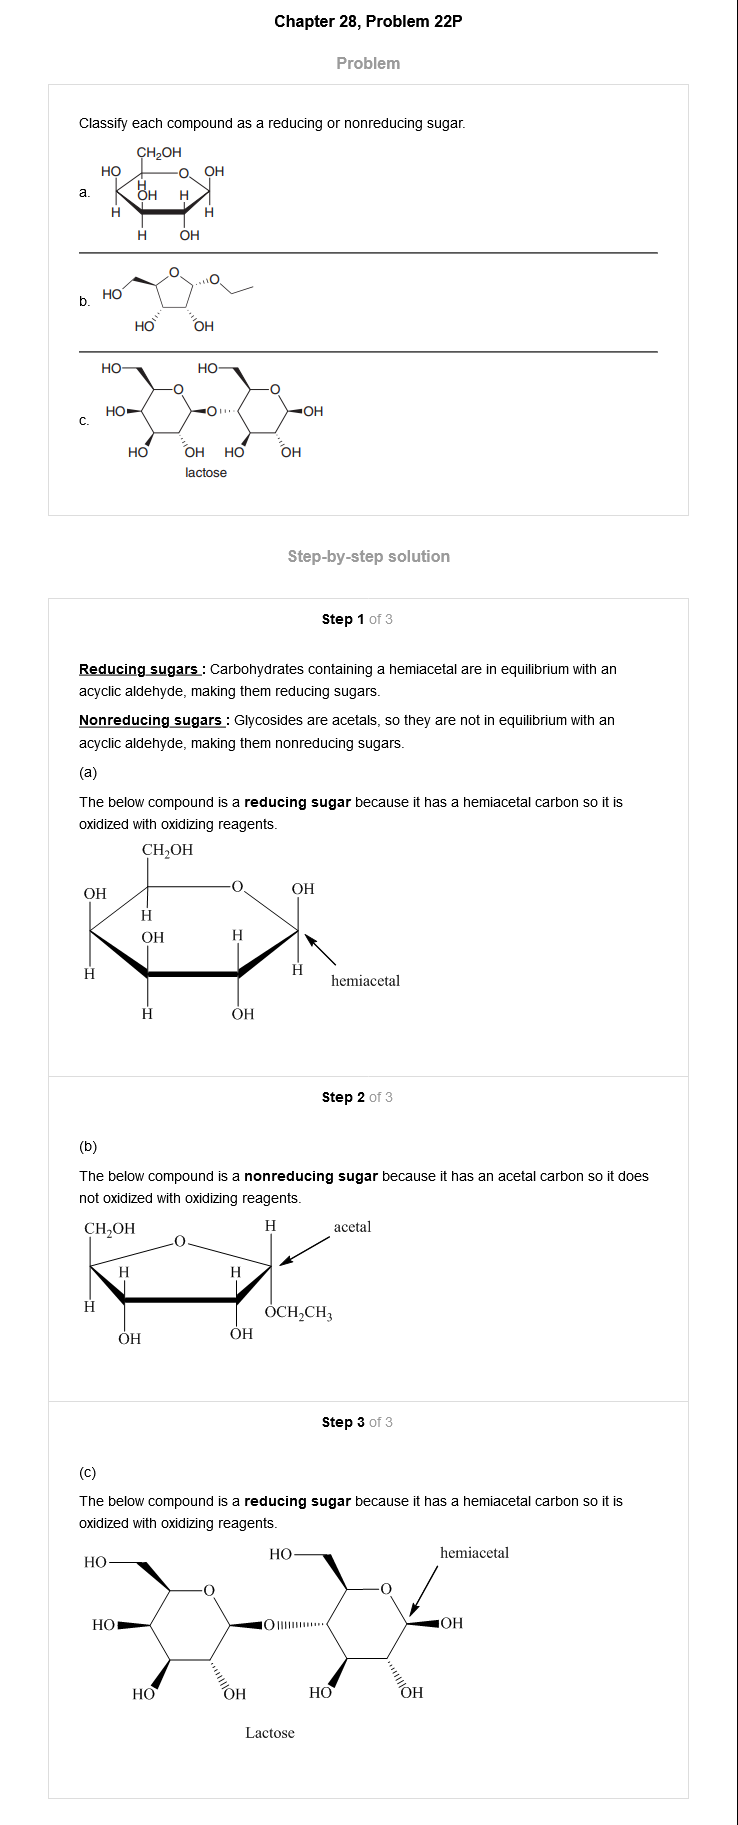 Chapter 28, Problem 22P
Problem
Classify each compound as a reducing or nonreducing sugar.
CH2OH
HO
O
OH
a.
H
OH
H
H
H
H
OH
O
O
b.
HO
HO
OH
HO
HO
O
O
HO
O
OH
c.
HO
OH
HO
OH
lactose
Step-by-step solution
Step 1 of 3
Reducing sugars : Carbohydrates containing a hemiacetal are in equilibrium with an
acyclic aldehyde, making them reducing sugars.
Nonreducing sugars : Glycosides are acetals, so they are not in equilibrium with an
acyclic aldehyde, making them nonreducing sugars.
(a)
The below compound is a reducing sugar because it has a hemiacetal carbon so it is
oxidized with oxidizing reagents.
CH2OH
OH
O
OH
H
OH
H
H
H
hemiacetal
H
OH
Step 2 of 3
(b)
The below compound is a nonreducing sugar because it has an acetal carbon so it does
not oxidized with oxidizing reagents.
CH2OH
O
H
acetal
H
H
H
OCH2CH3
OH
OH
Step 3 of 3
(c)
The below compound is a reducing sugar because it has a hemiacetal carbon so it is
oxidized with oxidizing reagents.
HO
HO
hemiacetal
O
O
HO
O
OH
HO
OH
HO
OH
Lactose